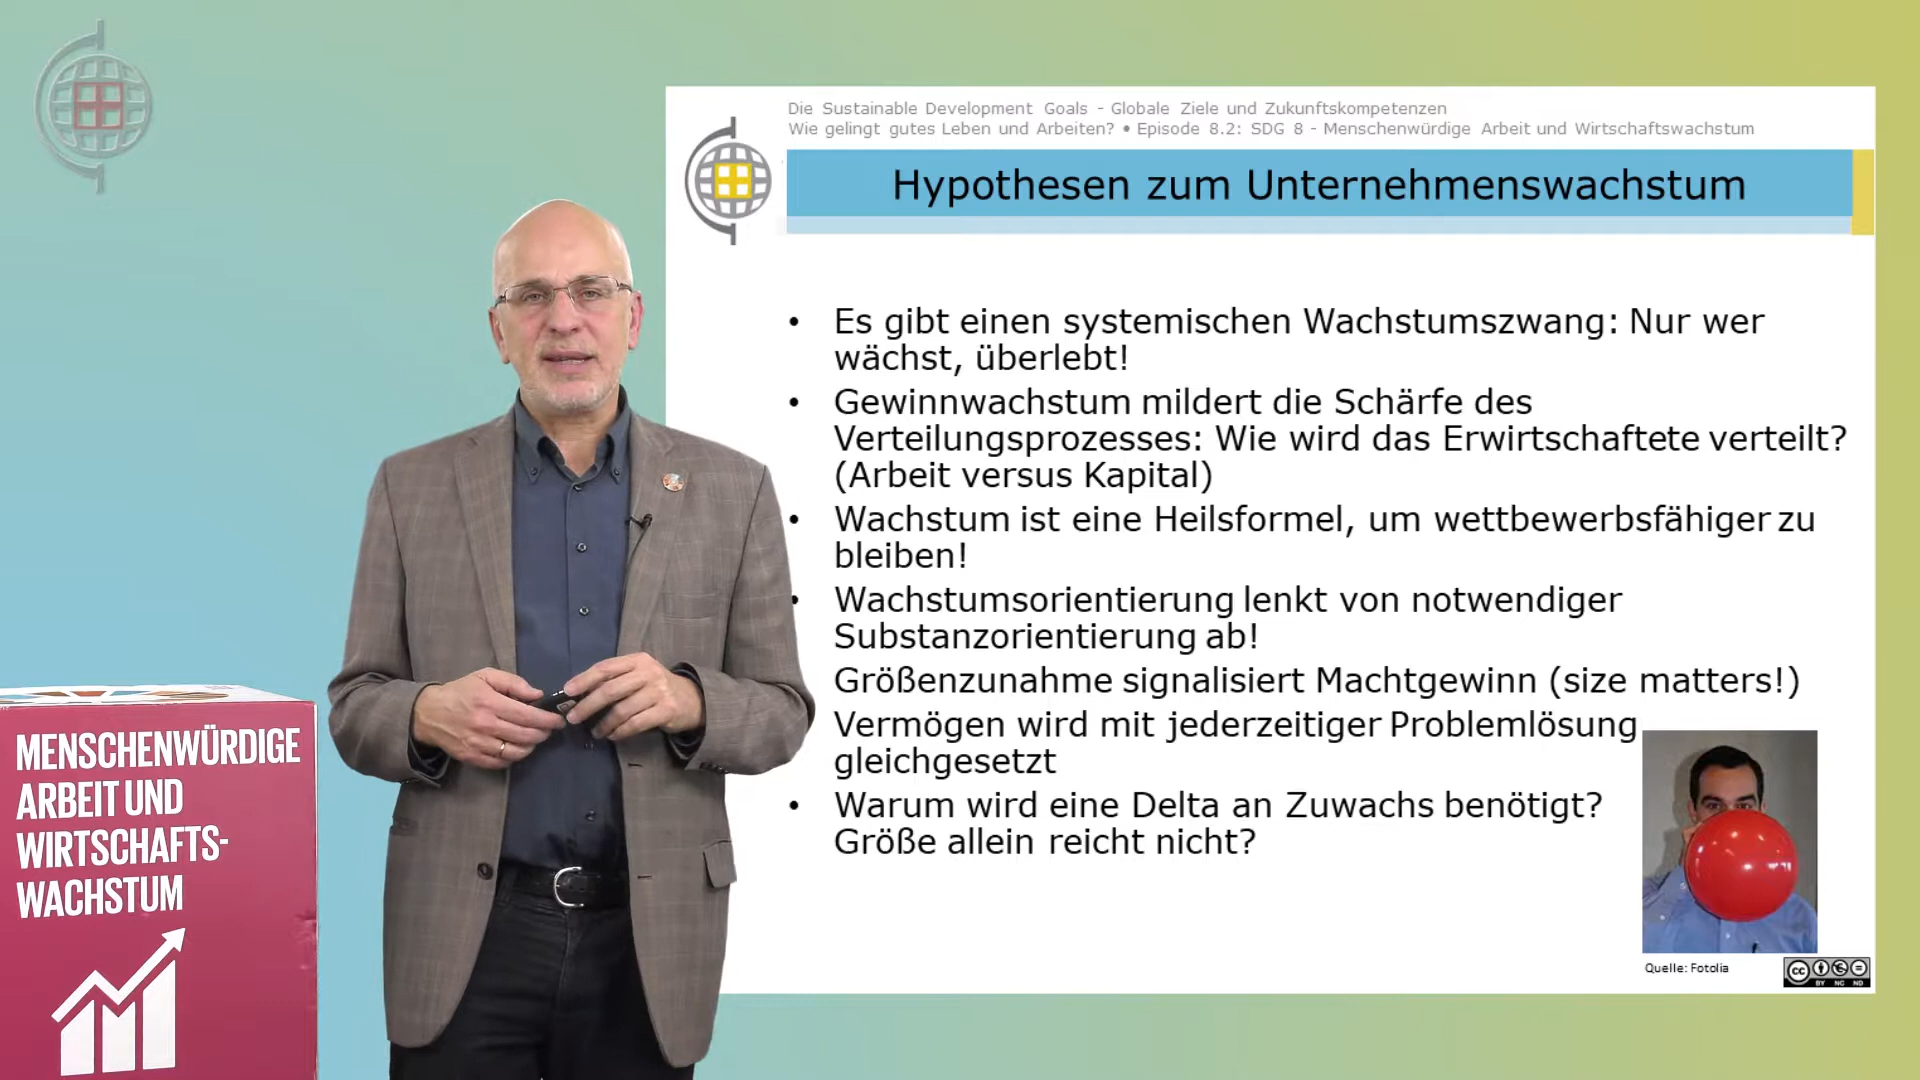 Die Sustainable Development Goals - Globale Ziele und Zukunftskompetenzen
Wie gelingt gutes Leben und Arbeiten? • Episode 8.2: SDG 8 - Menschenwürdige Arbeit und Wirtschaftswachstum
Hypothesen zum Unternehmenswachstum
• Es gibt einen systemischen Wachstumszwang: Nur wer
wächst, überlebt!
• Gewinnwachstum mildert die Schärfe des
Verteilungsprozesses: Wie wird das Erwirtschaftete verteilt?
(Arbeit versus Kapital)
• Wachstum ist eine Heilsformel, um wettbewerbsfähiger zu
bleiben!
• Wachstumsorientierung lenkt von notwendiger
Substanzorientierung ab!
Größenzunahme signalisiert Machtgewinn (size matters!)
Vermögen wird mit jederzeitiger Problemlösung
gleichgesetzt
• Warum wird eine Delta an Zuwachs benötigt?
Größe allein reicht nicht?
Quelle: Fotolia
cc
BY NC ND
MENSCHENWÜRDIGE
ARBEIT UND
WIRTSCHAFTS-
WACHSTUM